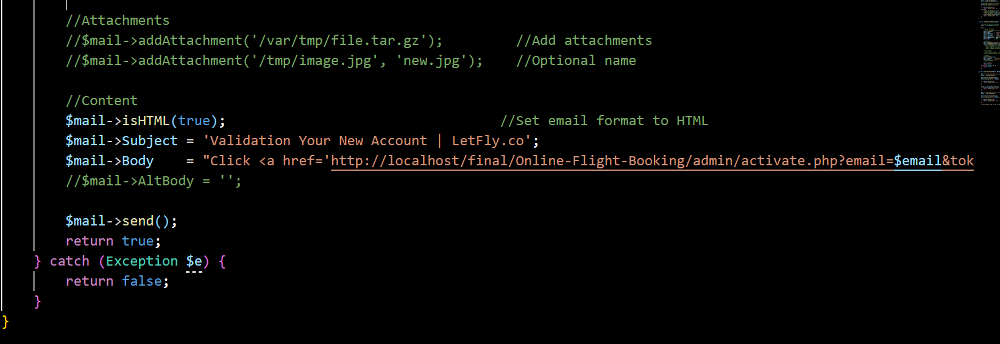 //Attachments
//$mail->addAttachment('/var/tmp/file.tar.gz');         //Add attachments
//$mail->addAttachment('/tmp/image.jpg', 'new.jpg');    //Optional name
//Content
$mail->isHTML(true);                                  //Set email format to HTML
$mail->Subject = 'Validation Your New Account | LetFly.co';
$mail->Body    = "Click <a href='http://localhost/final/Online-Flight-Booking/admin/activate.php?email=$email&tok
//$mail->AltBody = '';
$mail->send();
return true;
} catch (Exception $e) {
return false;
}
}